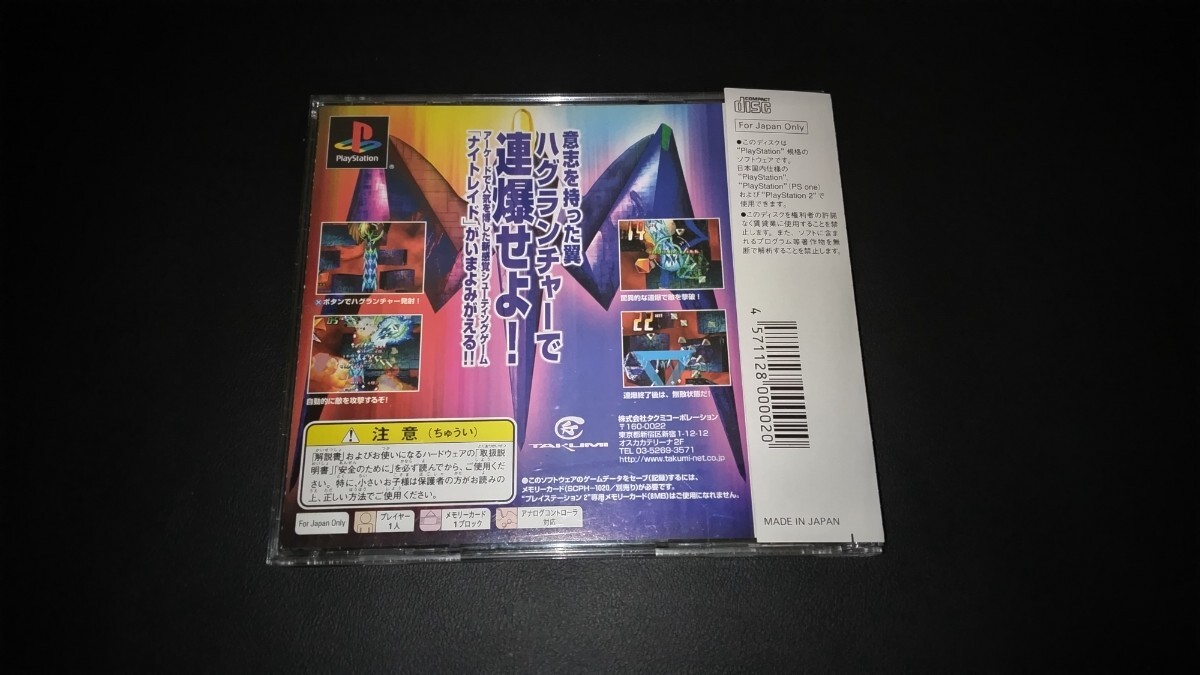 PlayStation
意志を持った翼
ハグランチャーで
連爆せよ!
アーケードで人気を博した新感覚シューティングゲーム
「ナイトレイド」がいまよみがえる!!
×ボタンでハグランチャー発射!
自動的に敵を攻撃するぞ!
驚異的な連爆で敵を撃破!
連爆終了後は、無敵状態だ!
注意(ちゅうい)
「解説書」およびお使いになるハードウェアの「取扱説
明書」「安全のために」を必ず読んでから、ご使用くだ
さい。特に、小さいお子様は保護者の方がお読みの
上、正しい方法でご使用ください。
TAKUMI
株式会社タクミコーポレーション
〒160-0022
東京都新宿区新宿1-12-12
オスカカテリーナ2F
TEL 03-5269-3571
http://www.takumi-net.co.jp
●このソフトウェアのゲームデータをセーブ(記録)するには、
メモリーカード(SCPH-1020/別売り)が必要です。
"プレイステーション 2"専用メモリーカード(8MB)はご使用になれません。
For Japan Only
プレイヤー
1人
メモリーカード
1ブロック
アナログコントローラ
対応
COMPACT
disc
For Japan Only
●このディスクは
"PlayStation" 規格の
ソフトウェアです。
日本国内仕様の
"PlayStation"、
"PlayStation"(PS one)
および"PlayStation 2"で
使用できます。
●このディスクを権利者の許諾
なく賃貸業に使用することを禁
止します。また、ソフトに含ま
れるプログラム等著作物を無
断で解析することを禁止します。
4 571128 000020
MADE IN JAPAN